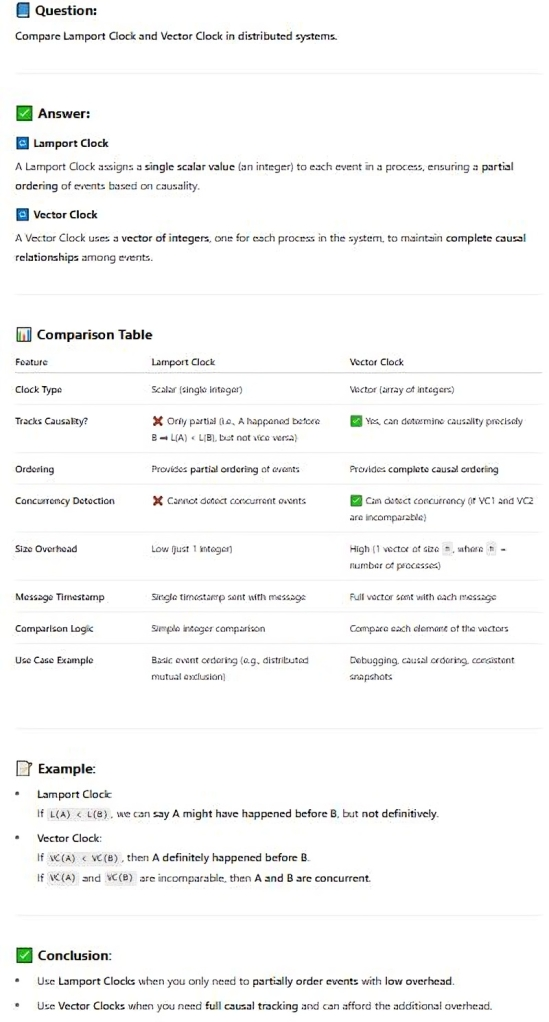 Question:
Compare Lamport Clock and Vector Clock in distributed systems.
Answer:
Lamport Clock
A Lamport Clock assigns a single scalar value (an integer) to each event in a process, ensuring a partial
ordering of events based on causality.
Vector Clock
A Vector Clock uses a vector of integers, one for each process in the system, to maintain complete causal
relationships among events.
Comparison Table
Feature Lamport Clock Vector Clock
Clock Type Scalar (single integer) Vector (array of integers)
Tracks Causality? ❌ Only partial (i.e., A happened before ✅ Yes, can determine causality precisely
B ⇒ L(A) < L(B), but not vice versa)
Ordering Provides partial ordering of events Provides complete causal ordering
Concurrency Detection ❌ Cannot detect concurrent events ✅ Can detect concurrency (if VC1 and VC2
are incomparable)
Size Overhead Low (just 1 integer) High (1 vector of size n, where n =
number of processes)
Message Timestamp Single timestamp sent with message Full vector sent with each message
Comparison Logic Simple integer comparison Compare each element of the vectors
Use Case Example Basic event ordering (e.g., distributed Debugging, causal ordering, consistent
mutual exclusion) snapshots
Example:
• Lamport Clock:
If L(A) < L(B), we can say A might have happened before B, but not definitively.
• Vector Clock:
If VC(A) < VC(B), then A definitely happened before B.
If VC(A) and VC(B) are incomparable, then A and B are concurrent.
Conclusion:
• Use Lamport Clocks when you only need to partially order events with low overhead.
• Use Vector Clocks when you need full causal tracking and can afford the additional overhead.